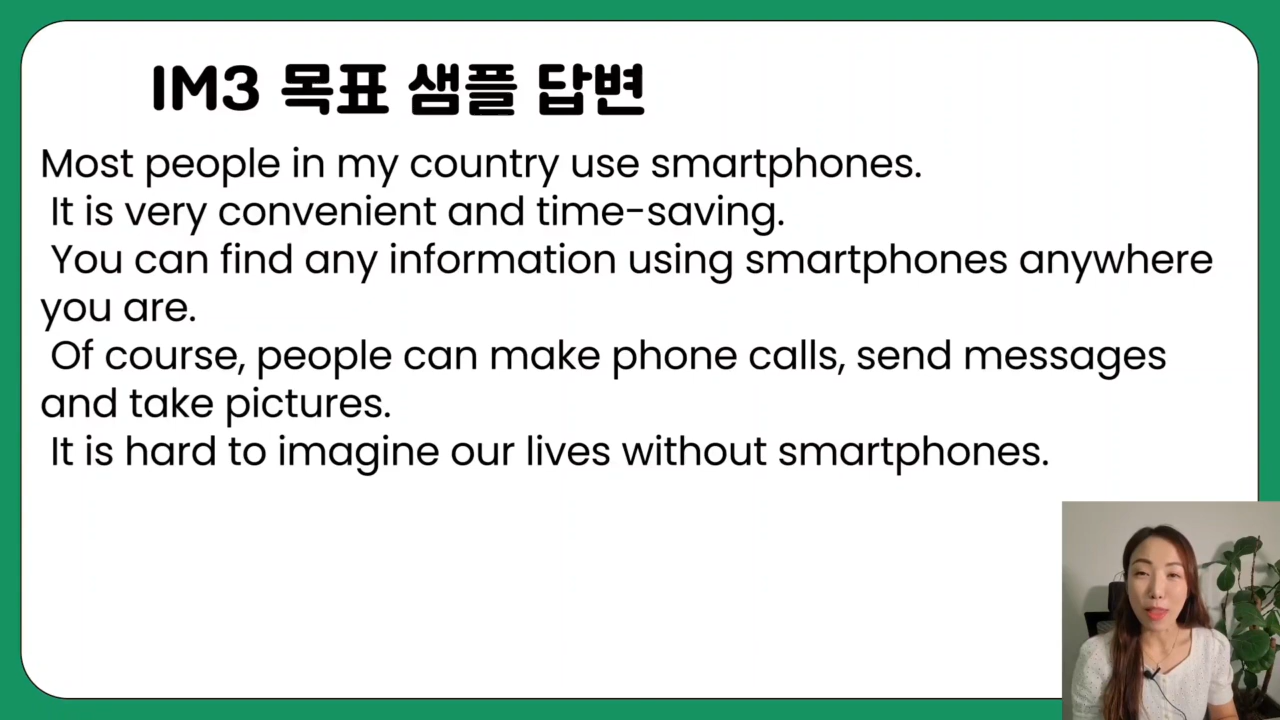 IM3 목표 샘플 답변
Most people in my country use smartphones.
It is very convenient and time-saving.
You can find any information using smartphones anywhere
you are.
Of course, people can make phone calls, send messages
and take pictures.
It is hard to imagine our lives without smartphones.